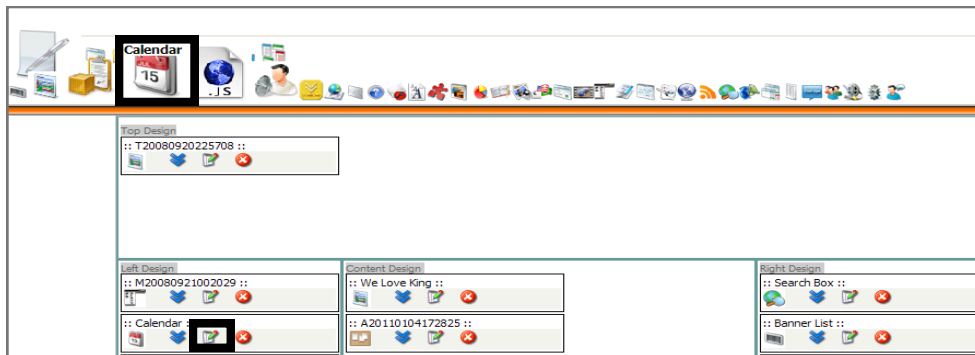 Calendar
15
.JS
Top Design
:: T20080920225708 ::
Left Design
:: M20080921002029 ::
:: Calendar :
Content Design
:: We Love King ::
:: A20110104172825 ::
Right Design
:: Search Box ::
:: Banner List ::